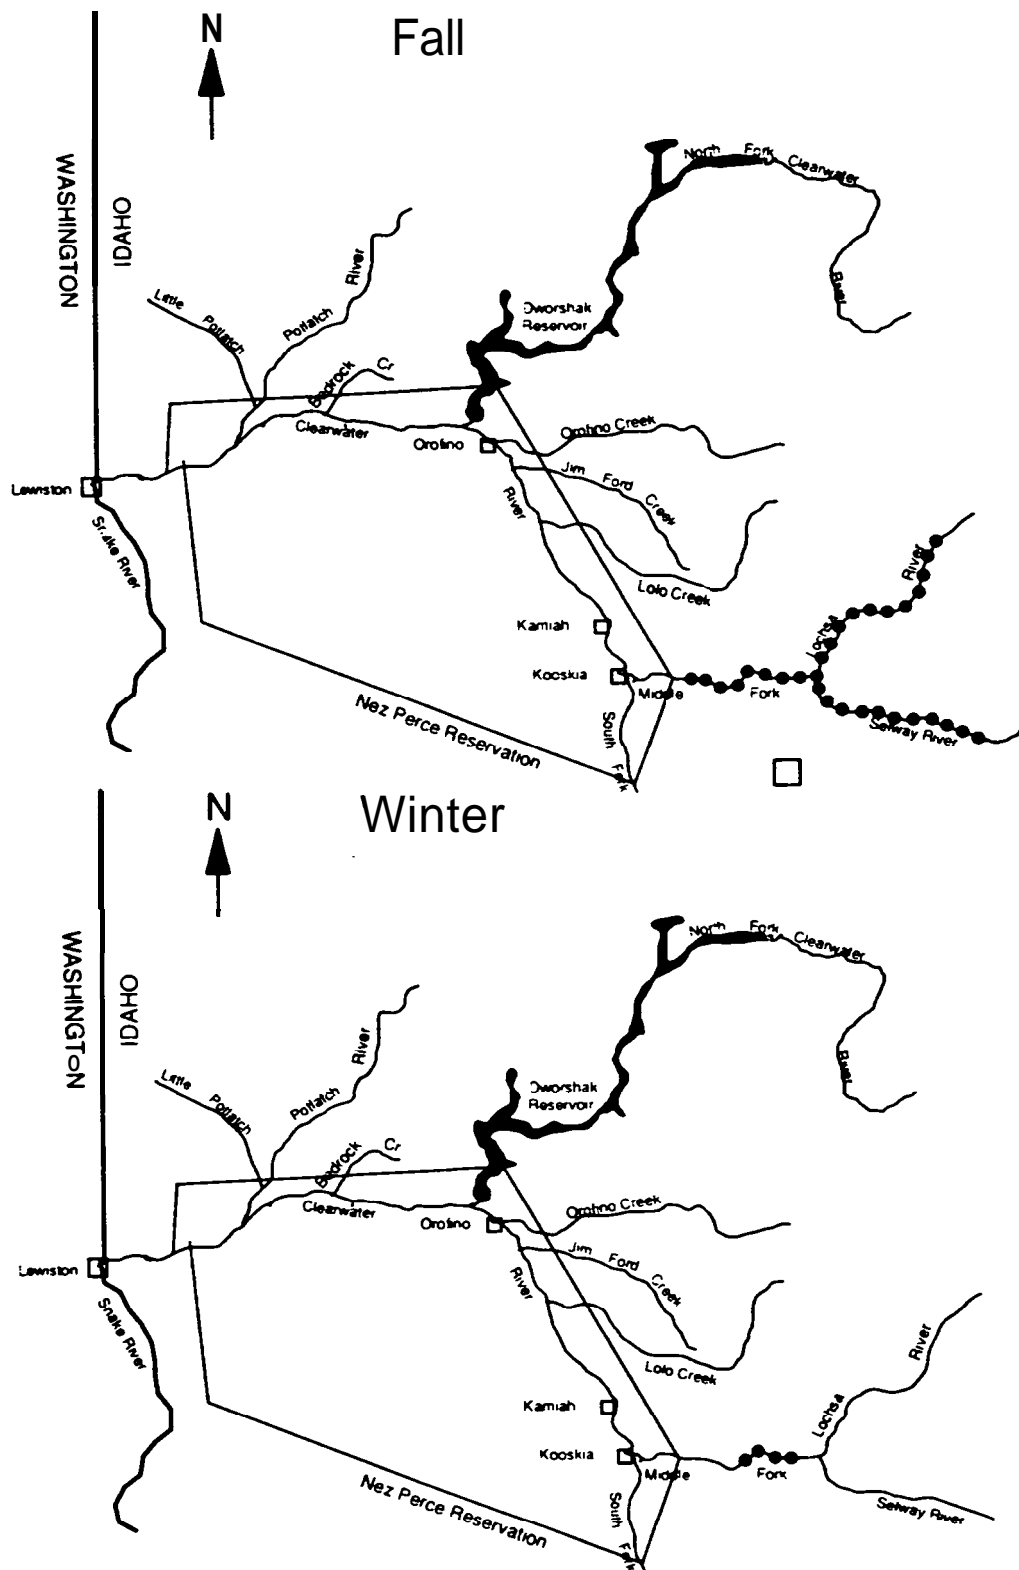 N
Fall
WASHINGTON
IDAHO
North Fork Clearwater
River
Dworshak
Reservoir
Little Potlatch
Potlatch River
Bedrock Cr
Clearwater
Orofino
Orofino Creek
Jim Ford Creek
River
Lewiston
Snake River
Lolo Creek
Kamiah
Kooskia
Middle Fork
Lochsa River
Selway River
South Fork
Nez Perce Reservation
N
Winter
WASHINGTON
IDAHO
North Fork Clearwater
River
Dworshak
Reservoir
Little Potlatch
Potlatch River
Bedrock Cr
Clearwater
Orofino
Orofino Creek
Jim Ford Creek
River
Lewiston
Snake River
Lolo Creek
Kamiah
Kooskia
Middle Fork
Lochsa River
Selway River
South Fork
Nez Perce Reservation